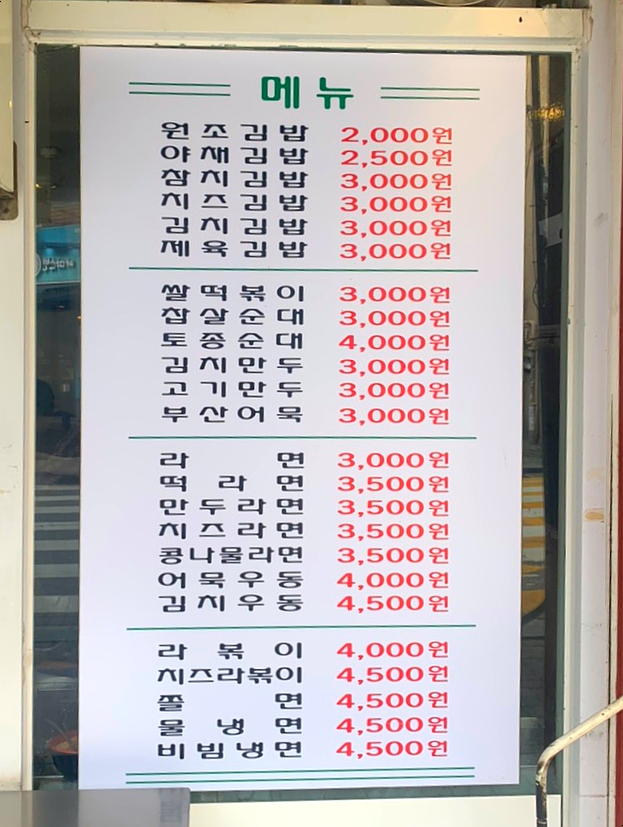 메뉴
원조김밥 2,000원
야채김밥 2,500원
참치김밥 3,000원
치즈김밥 3,000원
김치김밥 3,000원
제육김밥 3,000원
쌀떡볶이 3,000원
찹살순대 3,000원
토종순대 4,000원
김치만두 3,000원
고기만두 3,000원
부산어묵 3,000원
라면 3,000원
떡라면 3,500원
만두라면 3,500원
치즈라면 3,500원
콩나물라면 3,500원
어묵우동 4,000원
김치우동 4,500원
라볶이 4,000원
치즈라볶이 4,500원
쫄면 4,500원
물냉면 4,500원
비빔냉면 4,500원